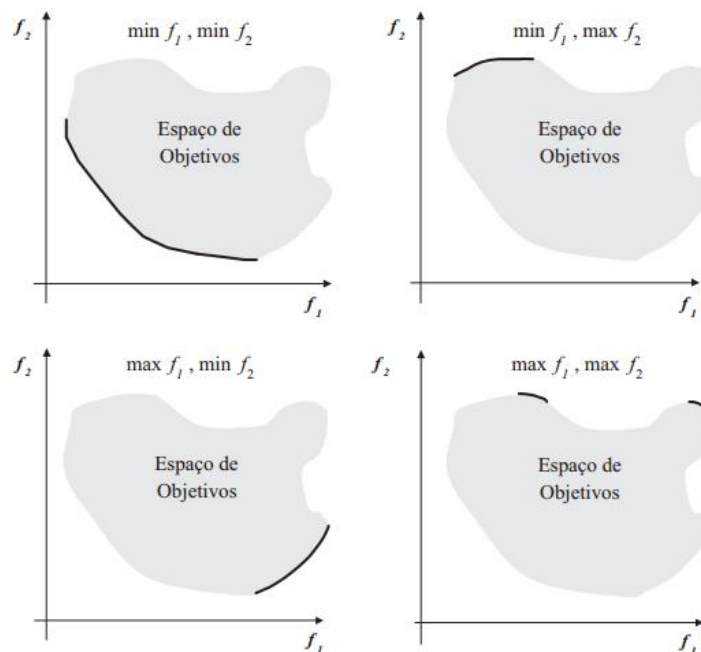 f₂
min f₁ , min f₂
Espaço de
Objetivos
f₁
f₂
min f₁ , max f₂
Espaço de
Objetivos
f₁
f₂
max f₁ , min f₂
Espaço de
Objetivos
f₁
f₂
max f₁ , max f₂
Espaço de
Objetivos
f₁